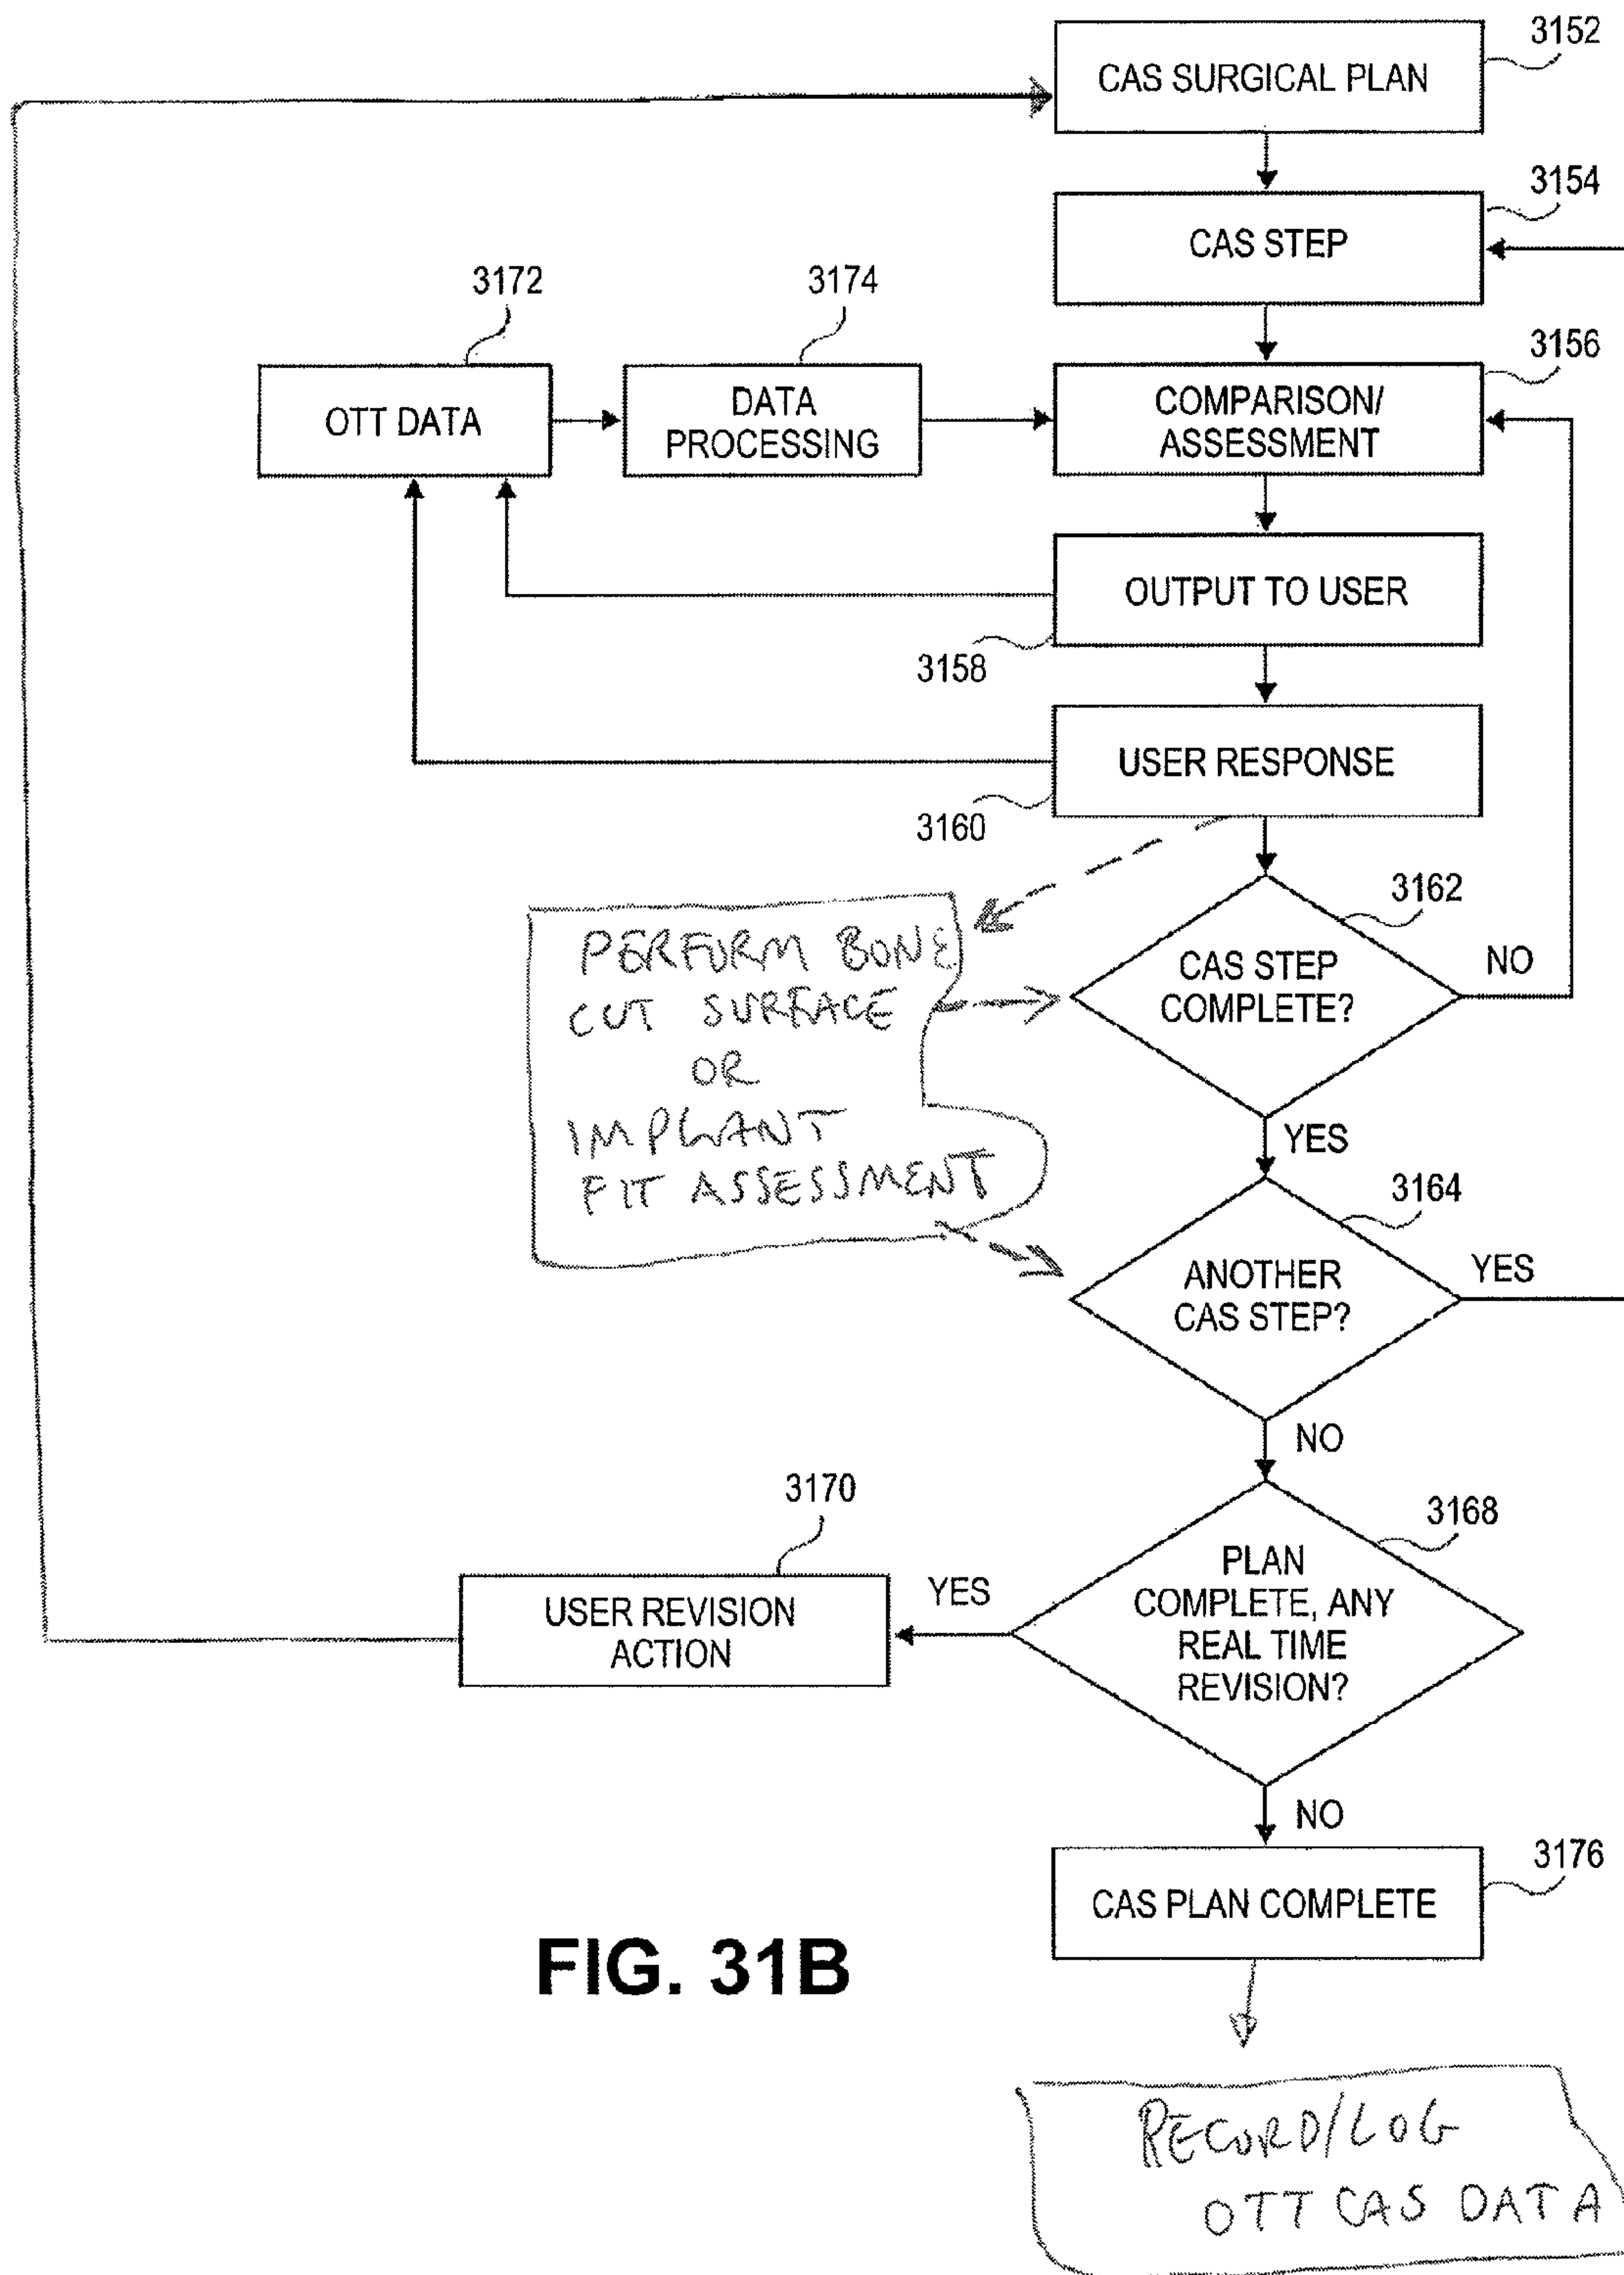 3152
CAS SURGICAL PLAN
3154
CAS STEP
3172
3174
3156
OTT DATA
DATA
PROCESSING
COMPARISON/
ASSESSMENT
OUTPUT TO USER
3158
USER RESPONSE
3160
3162
PERFORM BONE
CUT SURFACE
OR
IMPLANT
FIT ASSESSMENT
CAS STEP
COMPLETE?
NO
YES
3164
ANOTHER
CAS STEP?
YES
NO
3170
3168
USER REVISION
ACTION
YES
PLAN
COMPLETE, ANY
REAL TIME
REVISION?
NO
3176
CAS PLAN COMPLETE
FIG. 31B
RECORD/LOG
OTT CAS DATA